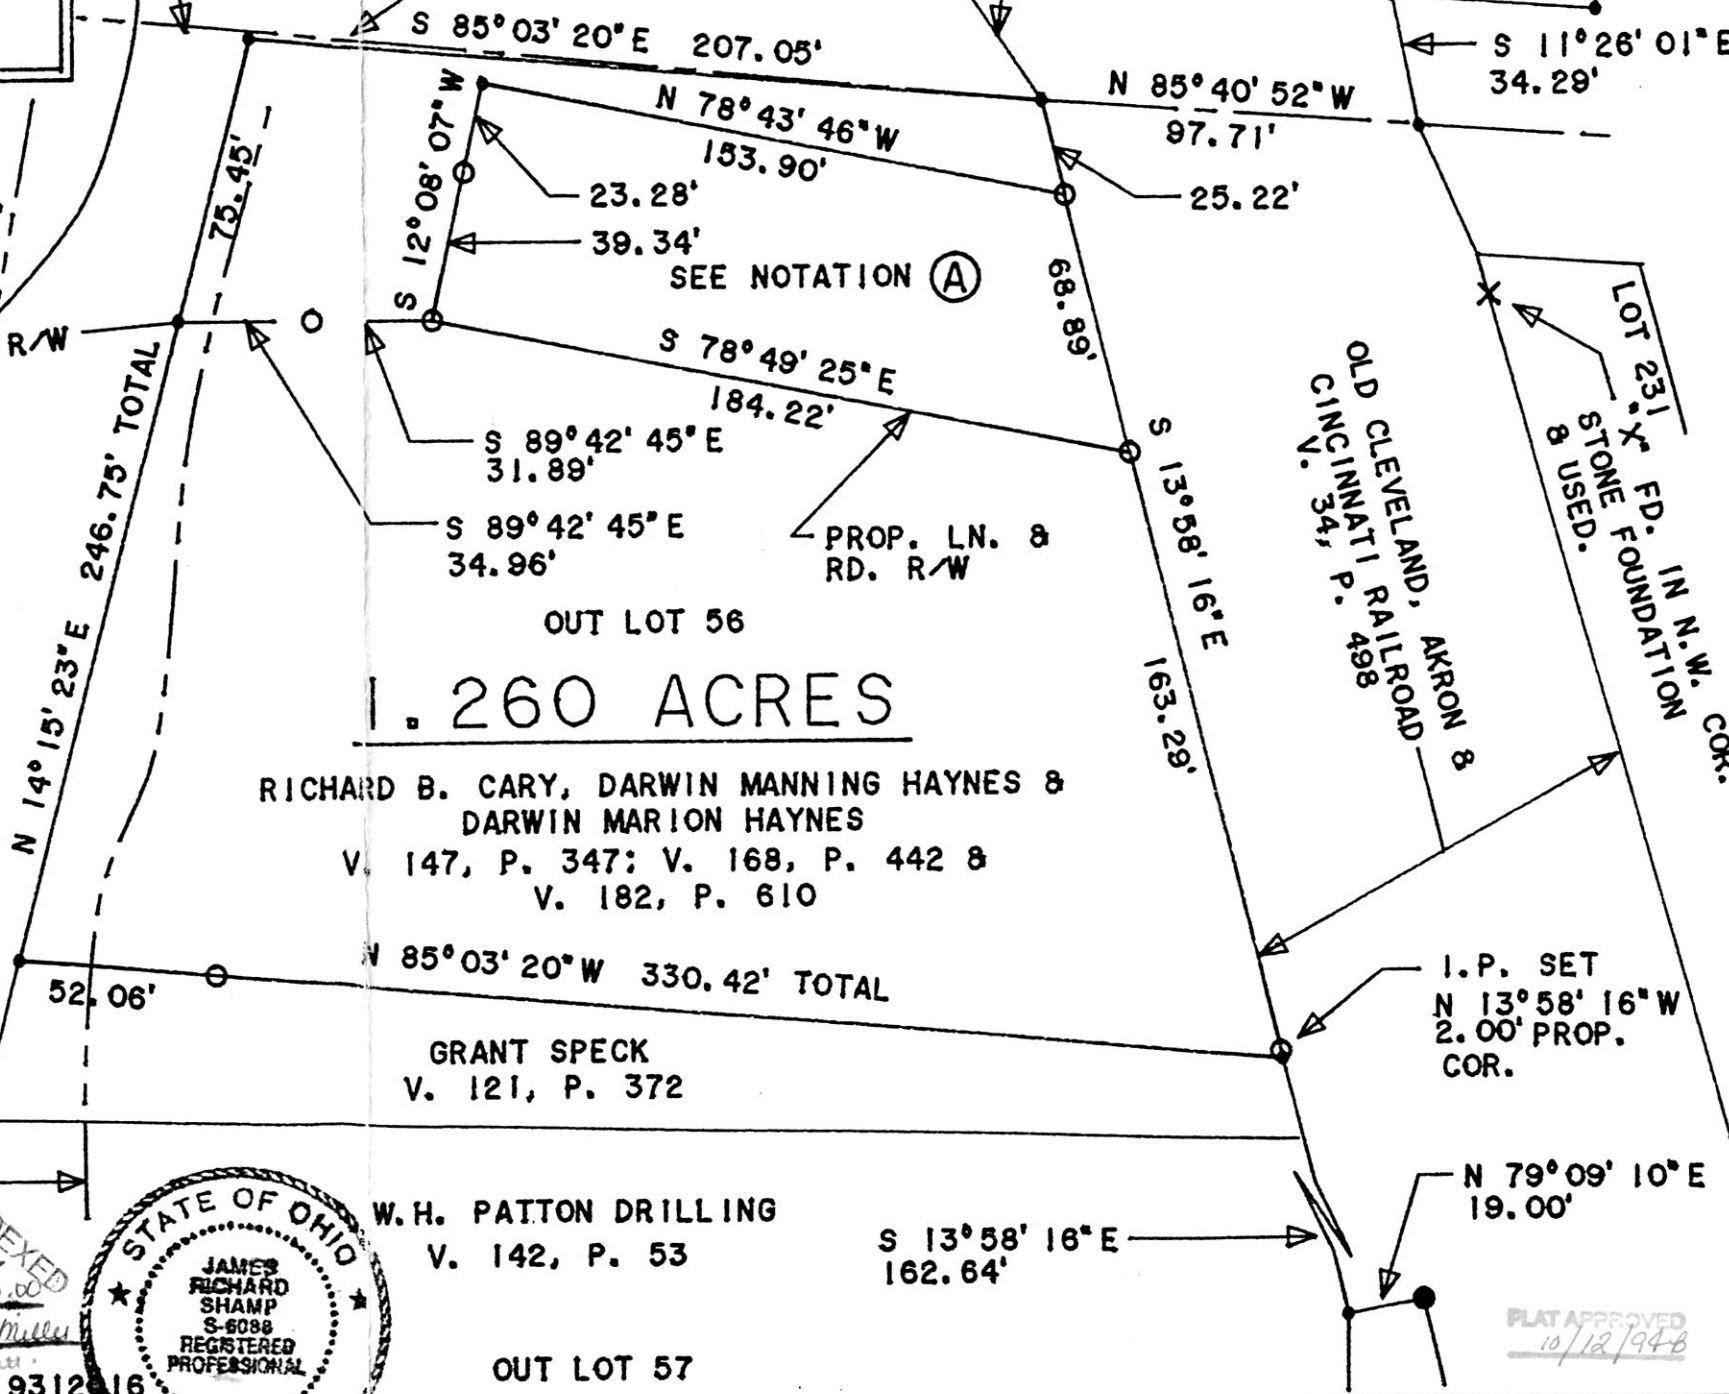 S 85°03' 20"E 207.05'
S 11°26' 01"E
34.29'
N 85°40' 52"W
97.71'
N 78°43' 46"W
153.90'
75.45'
S 12°08' 07"W
23.28'
25.22'
39.34'
SEE NOTATION A
68.89'
R/W
S 78°49' 25"E
184.22'
LOT 231
"X" FD. IN N.W. COR.
STONE FOUNDATION
& USED.
OLD CLEVELAND, AKRON &
CINCINNATI RAILROAD
V. 34, P. 498
S 89°42' 45"E
31.89'
S 89°42' 45"E
34.96'
PROP. LN. &
RD. R/W
S 13°58' 16"E
163.29'
N 14°15' 23"E 246.75' TOTAL
OUT LOT 56
1.260 ACRES
RICHARD B. CARY, DARWIN MANNING HAYNES &
DARWIN MARION HAYNES
V. 147, P. 347; V. 168, P. 442 &
V. 182, P. 610
N 85°03' 20"W 330.42' TOTAL
52.06'
I.P. SET
N 13°58' 16"W
2.00' PROP.
COR.
GRANT SPECK
V. 121, P. 372
N 79°09' 10"E
19.00'
W.H. PATTON DRILLING
V. 142, P. 53
S 13°58' 16"E
162.64'
STATE OF OHIO
JAMES
RICHARD
SHAMP
S-6088
REGISTERED
PROFESSIONAL
OUT LOT 57
PLAT APPROVED
10/12/94